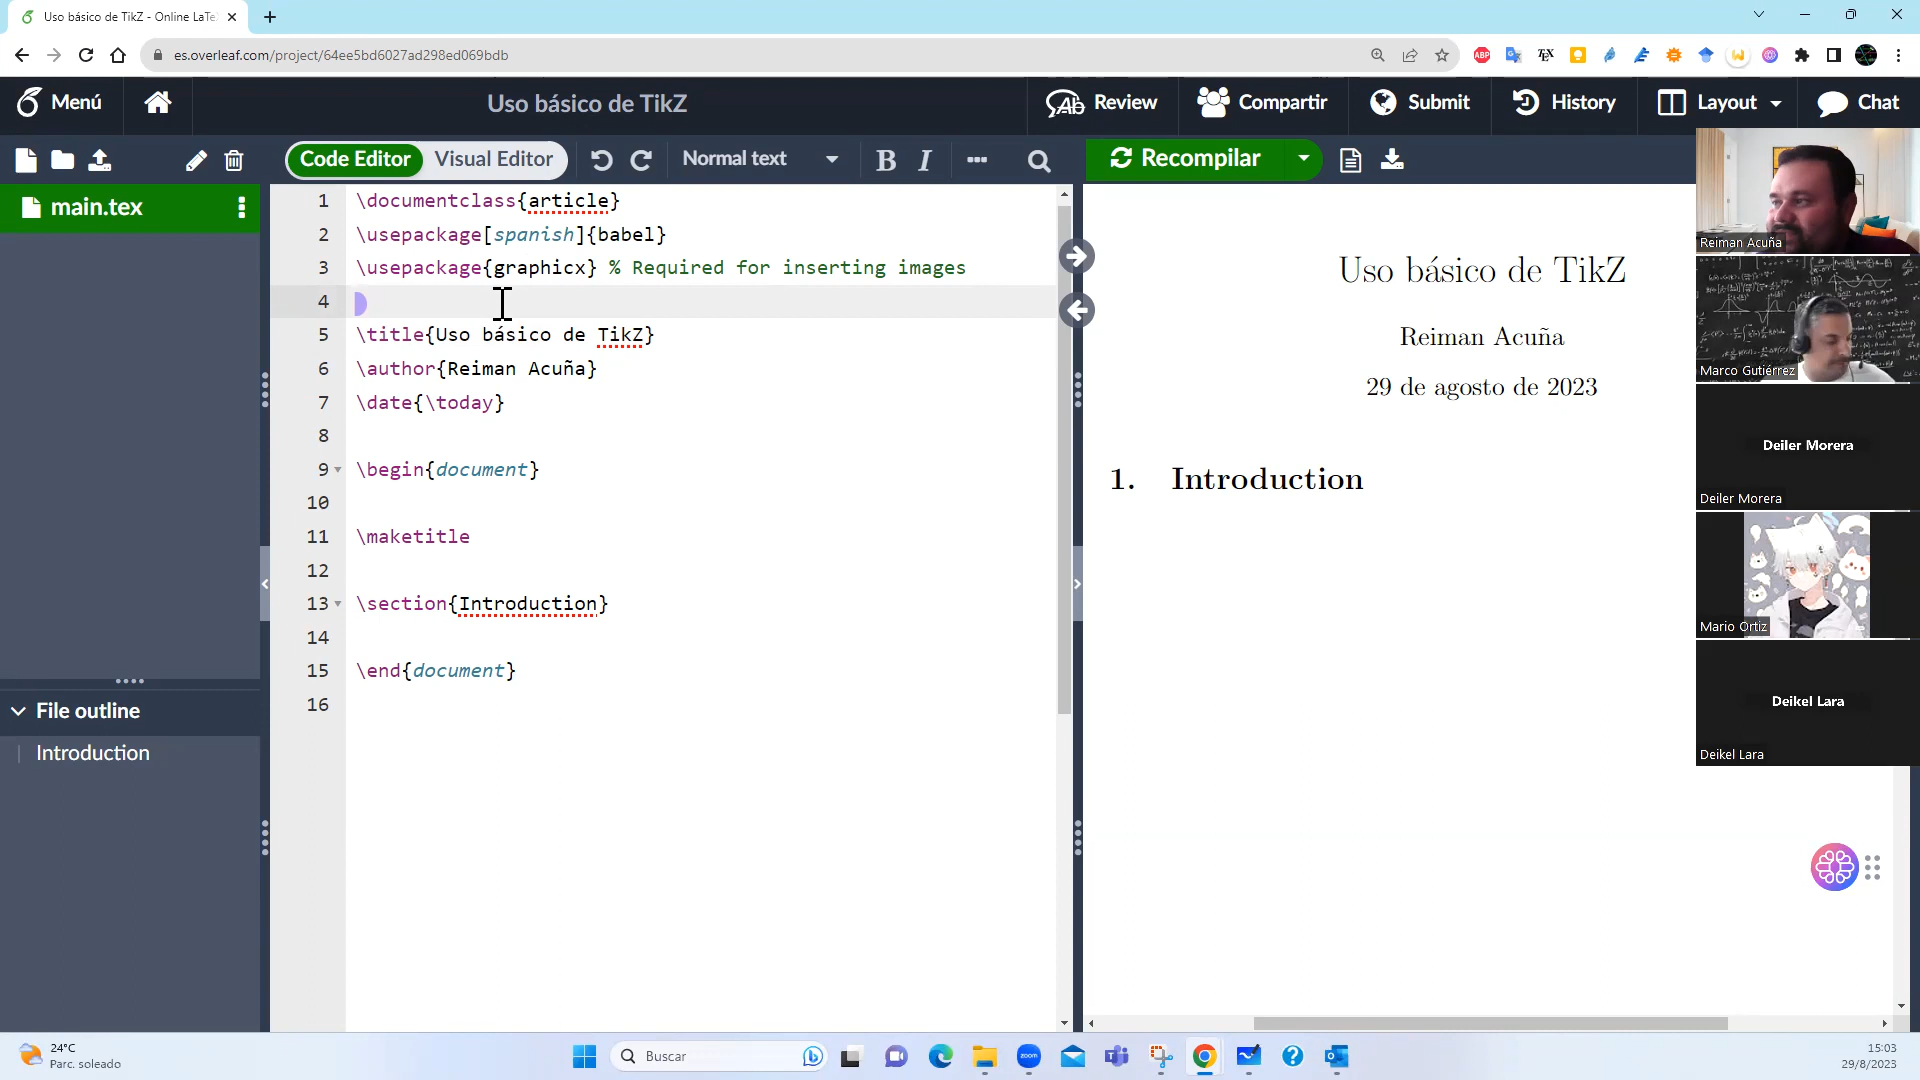 Uso básico de TikZ - Online LaTe
es.overleaf.com/project/64ee5bd6027ad298ed069bdb
ABP
TEX
Menú
Uso básico de TikZ
Review
Compartir
Submit
History
Layout
Chat
Code Editor
Visual Editor
Normal text
B
I
Recompilar
main.tex
1 \documentclass{article}
2 \usepackage[spanish]{babel}
3 \usepackage{graphicx} % Required for inserting images
4
5 \title{Uso básico de TikZ}
6 \author{Reiman Acuña}
7 \date{\today}
8
9 \begin{document}
10
11 \maketitle
12
13 \section{Introduction}
14
15 \end{document}
16
File outline
Introduction
Uso básico de TikZ
Reiman Acuña
29 de agosto de 2023
1. Introduction
Reiman Acuña
Marco Gutiérrez
Deiler Morera
Deiler Morera
Mario Ortiz
Deikel Lara
Deikel Lara
24°C
Parc. soleado
Buscar
zoom
15:03
29/8/2023